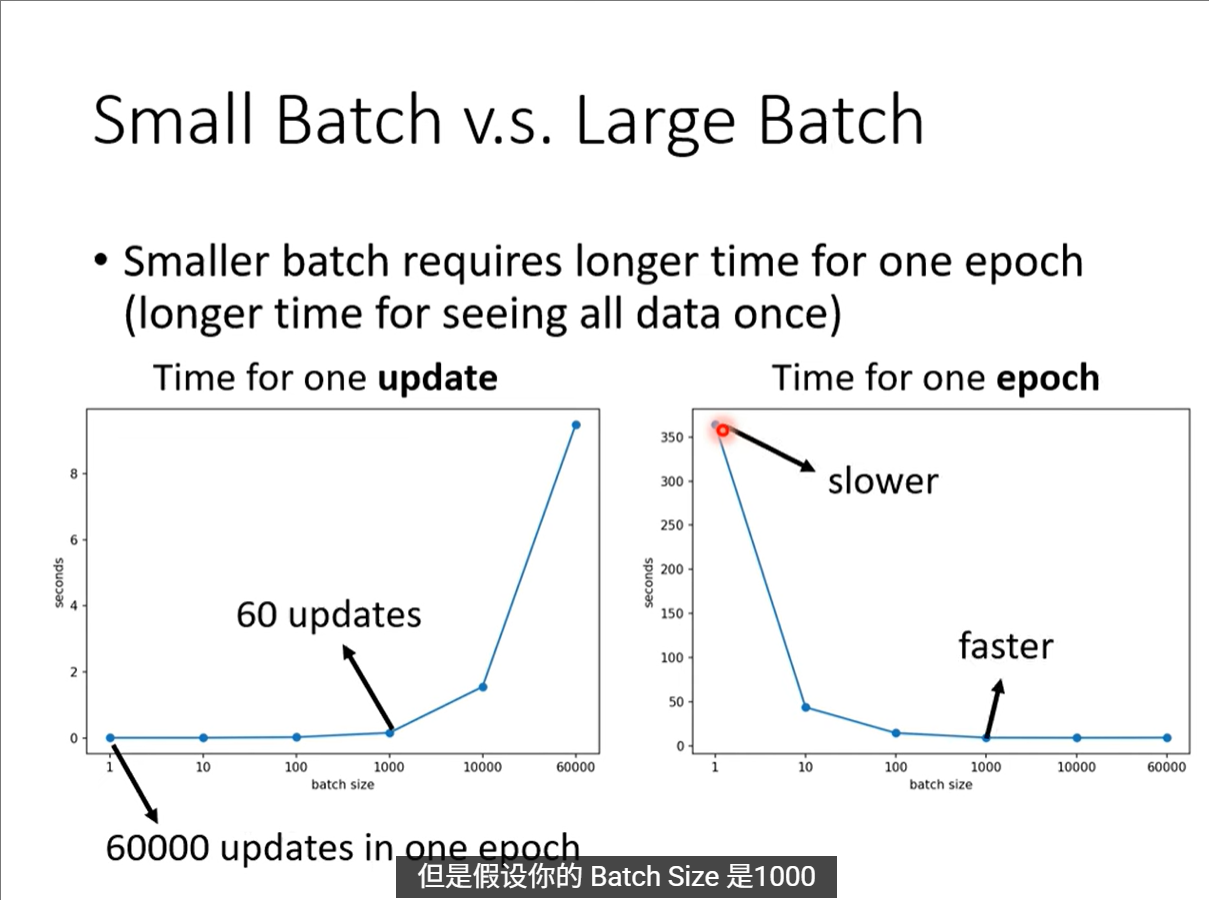 Small Batch v.s. Large Batch
• Smaller batch requires longer time for one epoch
(longer time for seeing all data once)
Time for one update
8
6
4
2
0
seconds
60 updates
1 10 100 1000 10000 60000
batch size
60000 updates in one epoch
Time for one epoch
350
300
250
200
150
100
50
0
seconds
slower
faster
1 10 100 1000 10000 60000
batch size
但是假设你的 Batch Size 是1000